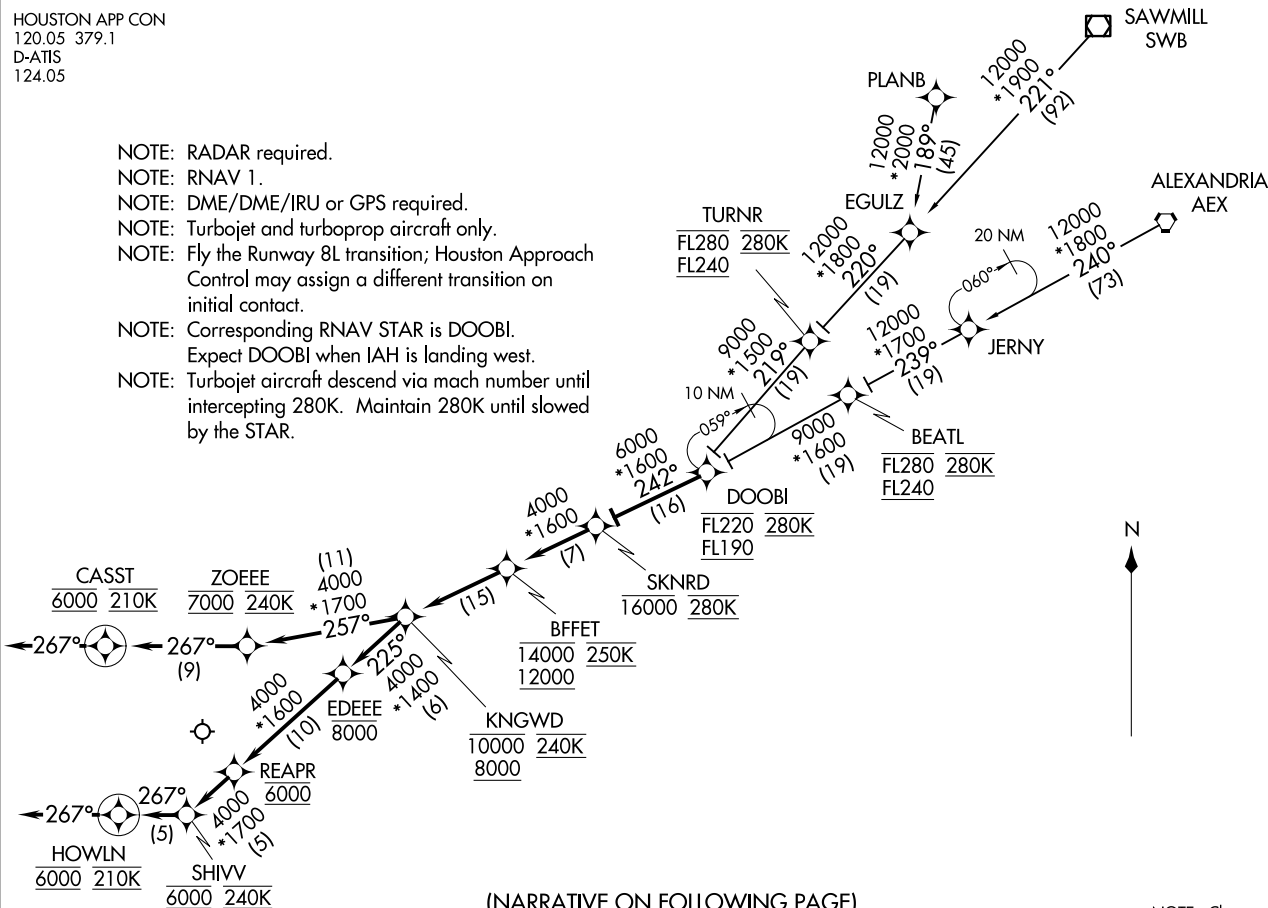 HOUSTON APP CON
120.05 379.1
D-ATIS
124.05
NOTE: RADAR required.
NOTE: RNAV 1.
NOTE: DME/DME/IRU or GPS required.
NOTE: Turbojet and turboprop aircraft only.
NOTE: Fly the Runway 8L transition; Houston Approach
Control may assign a different transition on
initial contact.
NOTE: Corresponding RNAV STAR is DOOBI.
Expect DOOBI when IAH is landing west.
NOTE: Turbojet aircraft descend via mach number until
intercepting 280K. Maintain 280K until slowed
by the STAR.
SAWMILL
SWB
12000
*1900
221°
(92)
PLANB
12000
*2000
189°
(45)
EGULZ
ALEXANDRIA
AEX
12000
*1800
240°
(73)
20 NM
060°
JERNY
TURNR
FL280 280K
FL240
12000
*1800
220°
(19)
12000
*1700
239°
(19)
9000
*1500
219°
(19)
10 NM
059°
BEATL
FL280 280K
FL240
9000
*1600
(19)
6000
*1600
242°
(16)
DOOBI
FL220 280K
FL190
4000
*1600
(7)
SKNRD
16000 280K
(15)
BFFET
14000 250K
12000
(11)
4000
*1700
257°
CASST
6000 210K
ZOEEE
7000 240K
267°
267°
(9)
225°
4000
*1400
(6)
KNGWD
10000 240K
8000
EDEEE
8000
4000
*1600
(10)
REAPR
6000
4000
*1700
(5)
267°
267°
(5)
HOWLN
6000 210K
SHIVV
6000 240K
N
(NARRATIVE ON FOLLOWING PAGE)